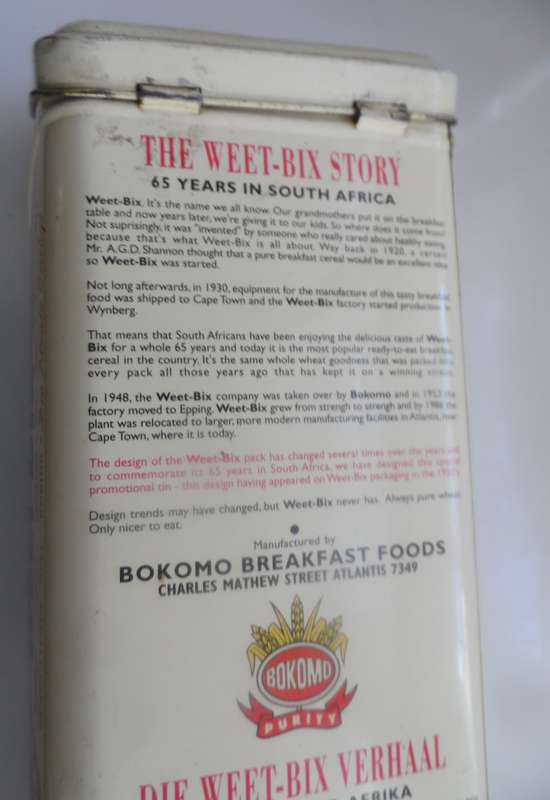 THE WEET-BIX STORY
65 YEARS IN SOUTH AFRICA
Weet-Bix. It's the name we all know. Our grandmothers put it on the breakfast
table and now years later, we're giving it to our kids. So where does it come from?
Not suprisingly, it was "invented" by someone who really cared about healthy eating,
because that's what Weet-Bix is all about. Way back in 1920, a certain
Mr. A.G.D. Shannon thought that a pure breakfast cereal would be an excellent idea
so Weet-Bix was started.
Not long afterwards, in 1930, equipment for the manufacture of this tasty breakfast
food was shipped to Cape Town and the Weet-Bix factory started production in
Wynberg.
That means that South Africans have been enjoying the delicious taste of Weet-
Bix for a whole 65 years and today it is the most popular ready-to-eat breakfast
cereal in the country. It's the same whole wheat goodness that was packed into
every pack all those years ago that has kept it on a winning
In 1948, the Weet-Bix company was taken over by Bokomo and in 1953 the
factory moved to Epping. Weet-Bix grew from strengh to strengh and by 1986 the
plant was relocated to larger, more modern manufacturing facilities in Atlantis, near
Cape Town, where it is today.
The design of the Weet-Bix pack has changed several times over the years and
to commemorate its 65 years in South Africa, we have designed this special
promotional tin - this design having appeared on Weet-Bix packaging in the 1950's
Design trends may have changed, but Weet-Bix never has. Always pure wheat.
Only nicer to eat.
Manufactured by
BOKOMO BREAKFAST FOODS
CHARLES MATHEW STREET ATLANTIS 7349
BOKOMO
PURITY
DIE WEET-BIX VERHAAL
AFRIKA